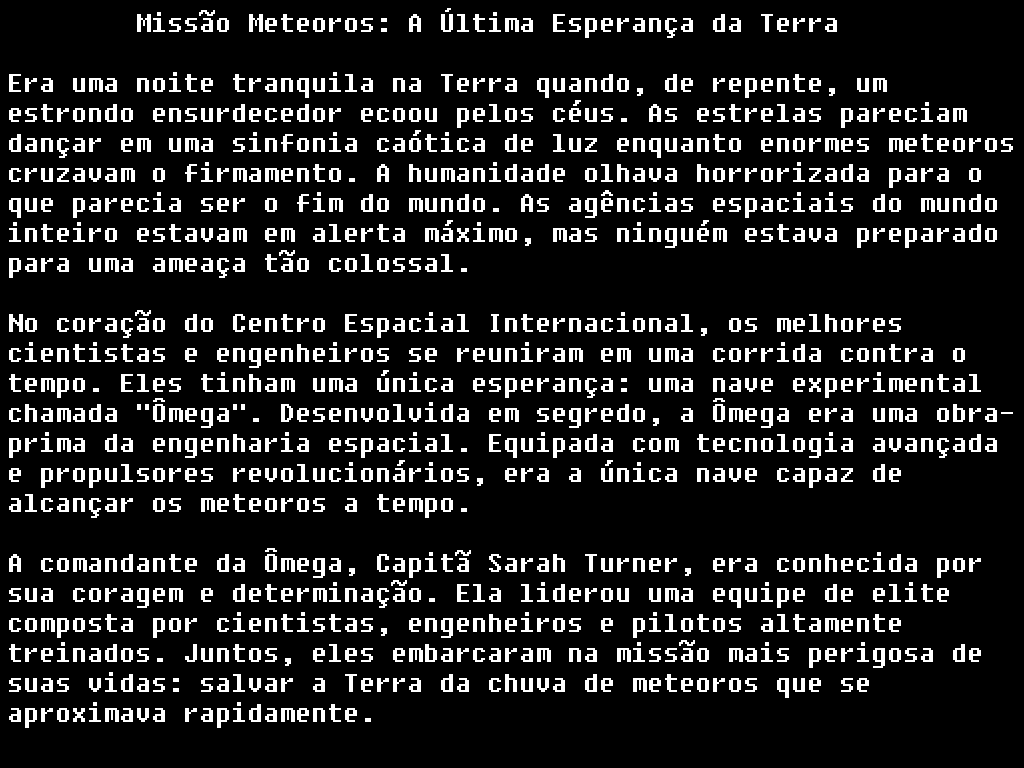 Missão Meteoros: A Última Esperança da Terra
Era uma noite tranquila na Terra quando, de repente, um
estrondo ensurdecedor ecoou pelos céus. As estrelas pareciam
dançar em uma sinfonia caótica de luz enquanto enormes meteoros
cruzavam o firmamento. A humanidade olhava horrorizada para o
que parecia ser o fim do mundo. As agências espaciais do mundo
inteiro estavam em alerta máximo, mas ninguém estava preparado
para uma ameaça tão colossal.
No coração do Centro Espacial Internacional, os melhores
cientistas e engenheiros se reuniram em uma corrida contra o
tempo. Eles tinham uma única esperança: uma nave experimental
chamada "Ômega". Desenvolvida em segredo, a Ômega era uma obra-
prima da engenharia espacial. Equipada com tecnologia avançada
e propulsores revolucionários, era a única nave capaz de
alcançar os meteoros a tempo.
A comandante da Ômega, Capitã Sarah Turner, era conhecida por
sua coragem e determinação. Ela liderou uma equipe de elite
composta por cientistas, engenheiros e pilotos altamente
treinados. Juntos, eles embarcaram na missão mais perigosa de
suas vidas: salvar a Terra da chuva de meteoros que se
aproximava rapidamente.